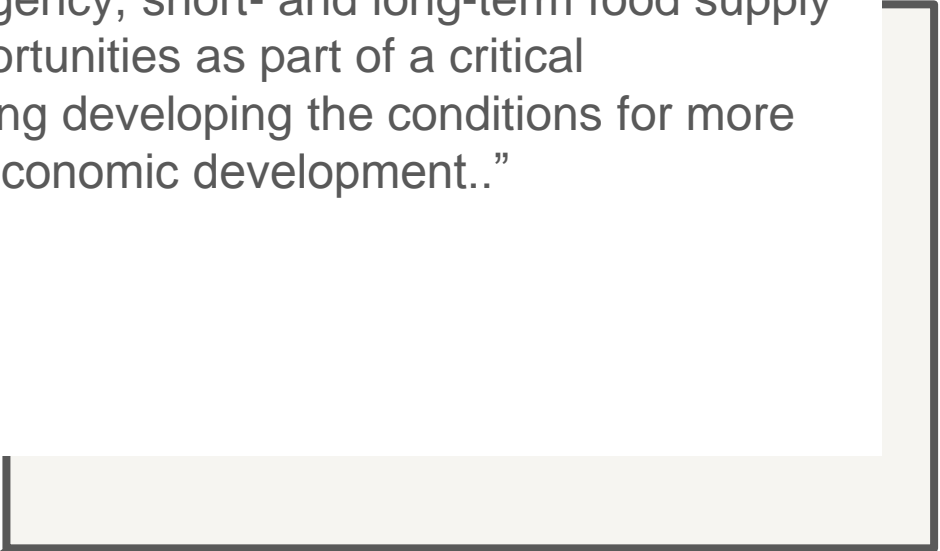 gency, short- and long-term food supply
ortunities as part of a critical
ng developing the conditions for more
conomic development..”